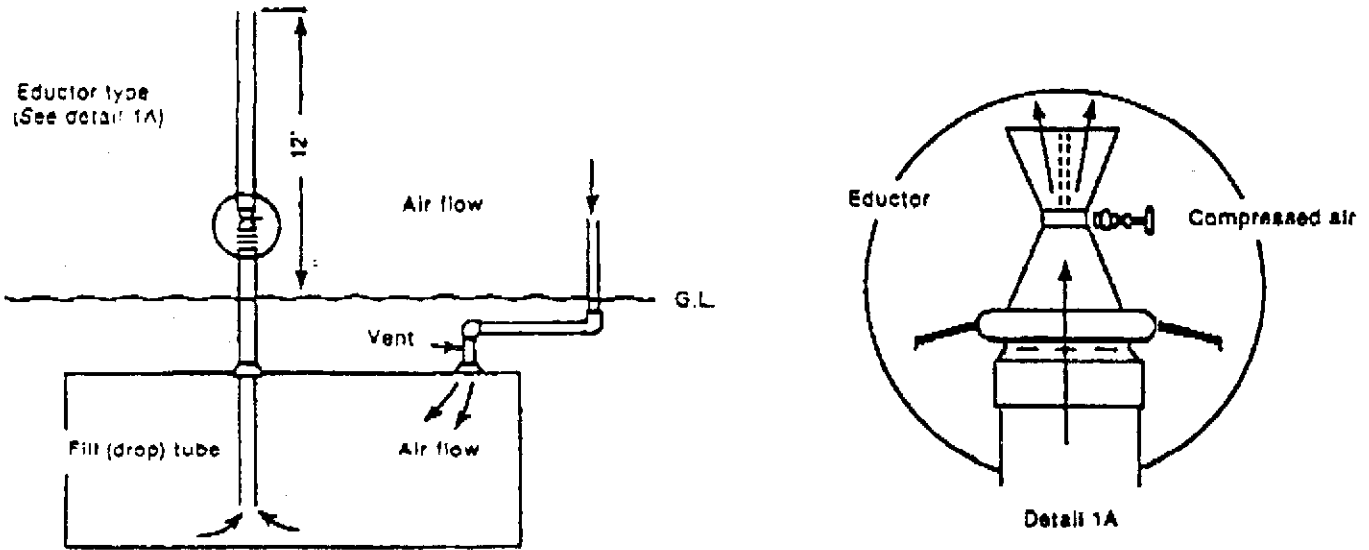 Eductor type
(See detail 1A)
12'
Air flow
G.L.
Vent
Fill (drop) tube
Air flow
Eductor
Compressed air
Detail 1A